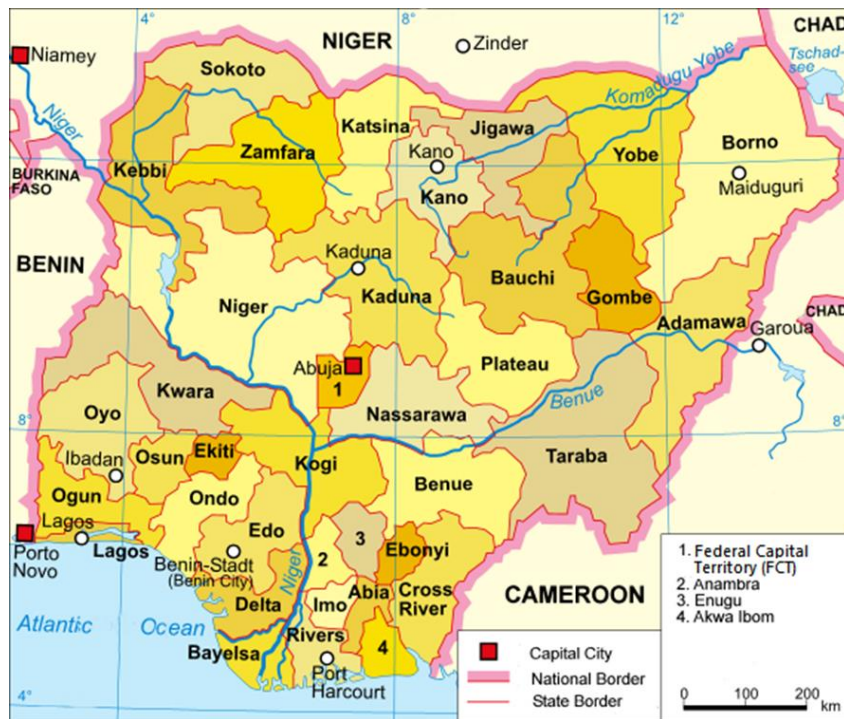 4°
8°
12°
CHAD
NIGER
Zinder
Niamey
Tschad-
see
Sokoto
Komadugu Yobe
Niger
Katsina
Jigawa
Borno
Zamfara
Kano
Yobe
Kebbi
BURKINA
FASO
Maiduguri
Kano
BENIN
Kaduna
Bauchi
Niger
Kaduna
Gombe
CHAD
Adamawa
Garoua
Abuja
1
Plateau
Kwara
Nassarawa
Benue
Oyo
8°
8°
Ibadan
Osun
Ekiti
Kogi
Taraba
Benue
Ogun
Ondo
Lagos
Edo
3
Ebonyi
Porto
Novo
Lagos
Benin-Stadt
(Benin City)
Niger
2
Abia
Cross
River
Imo
CAMEROON
Delta
Atlantic Ocean
Rivers
4
Bayelsa
Port
Harcourt
4°
1. Federal Capital
Territory (FCT)
2. Anambra
3. Enugu
4. Akwa Ibom
Capital City
National Border
State Border
0 100 200
km